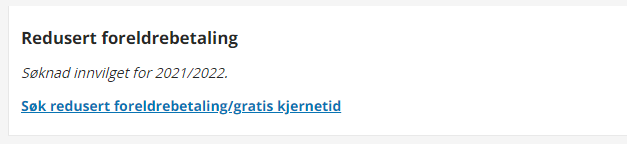 Redusert foreldrebetaling
Søknad innvilget for 2021/2022.
Søk redusert foreldrebetaling/gratis kjernetid